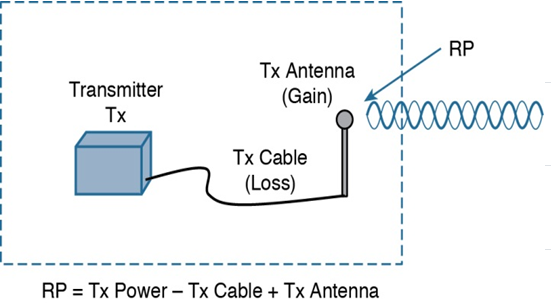 Transmitter
Tx
Tx Antenna
(Gain)
RP
Tx Cable
(Loss)
RP = Tx Power – Tx Cable + Tx Antenna